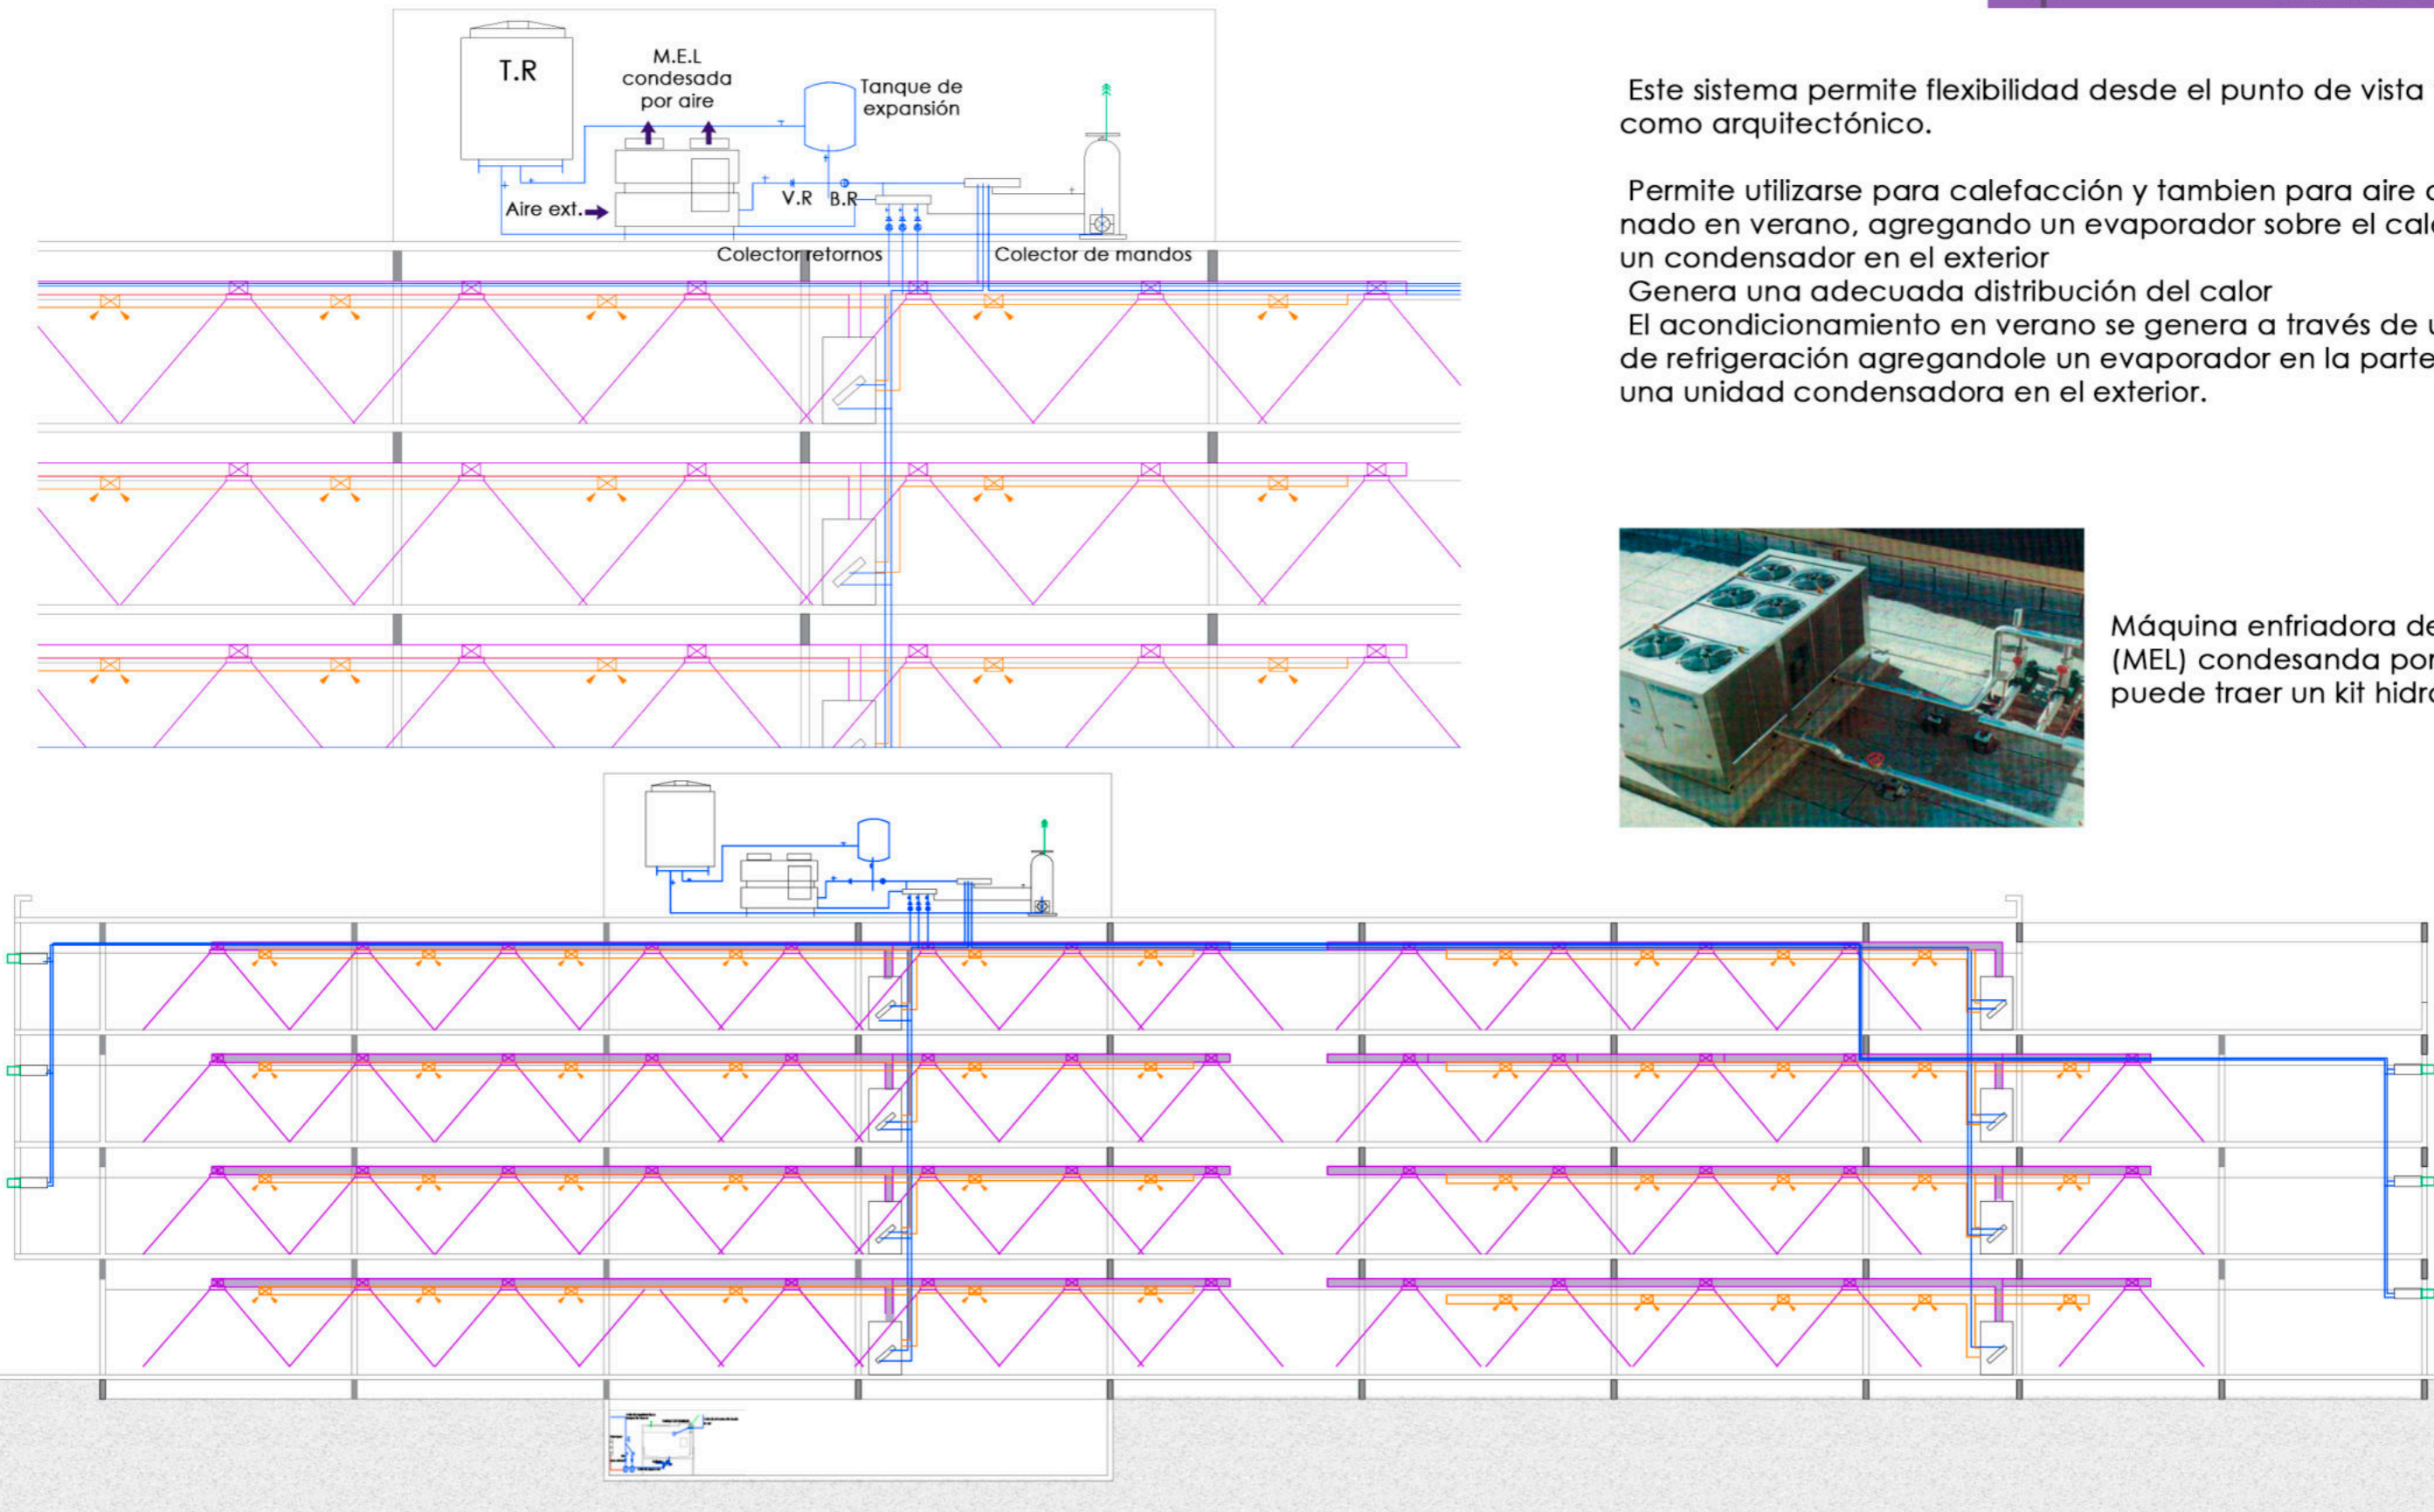 T.R
M.E.L
condesada
por aire
Tanque de
expansión
Aire ext.
V.R
B.R
Colector retornos
Colector de mandos
Este sistema permite flexibilidad desde el punto de vista
como arquitectónico.
Permite utilizarse para calefacción y tambien para aire
nado en verano, agregando un evaporador sobre el
un condensador en el exterior
Genera una adecuada distribución del calor
El acondicionamiento en verano se genera a través de
de refrigeración agregandole un evaporador en la parte
una unidad condensadora en el exterior.
Máquina enfriadora de
(MEL) condesanda por
puede traer un kit